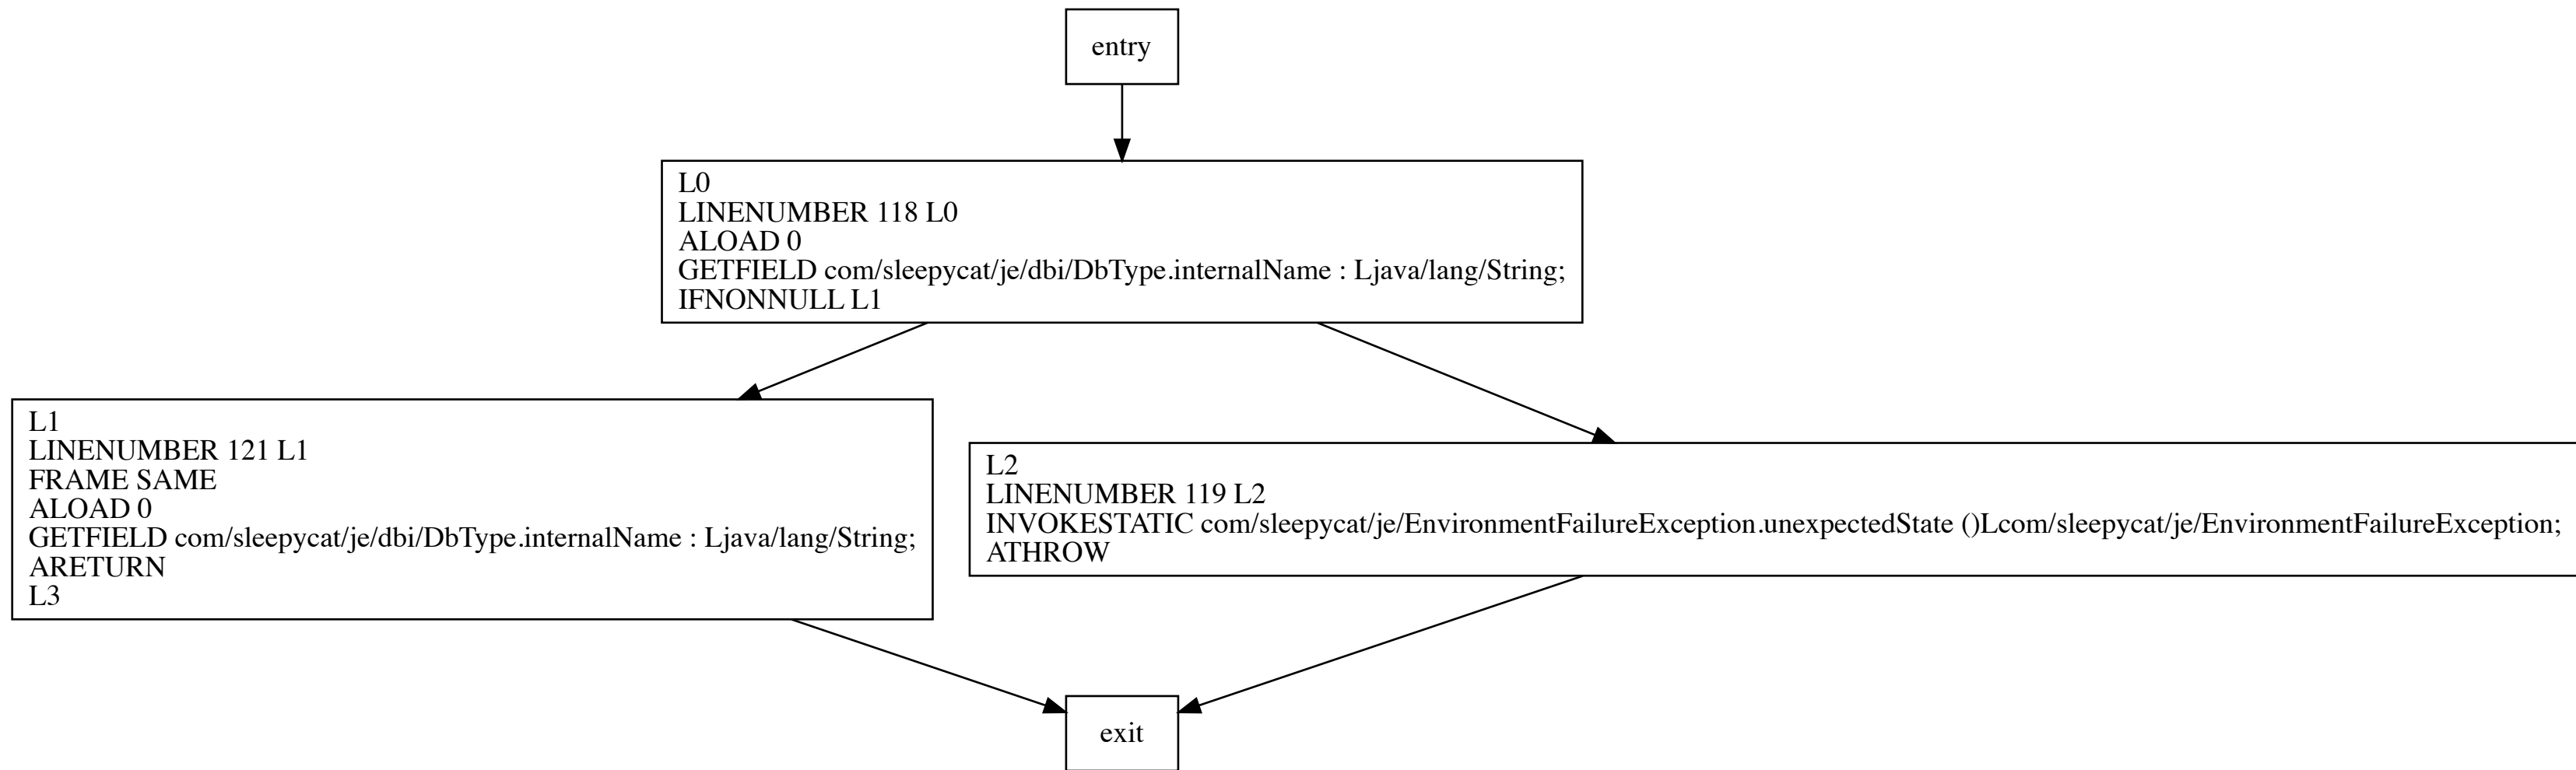 entry
L0
LINENUMBER 118 L0
ALOAD 0
GETFIELD com/sleepycat/je/dbi/DbType.internalName : Ljava/lang/String;
IFNONNULL L1
L1
LINENUMBER 121 L1
FRAME SAME
ALOAD 0
GETFIELD com/sleepycat/je/dbi/DbType.internalName : Ljava/lang/String;
ARETURN
L3
L2
LINENUMBER 119 L2
INVOKESTATIC com/sleepycat/je/EnvironmentFailureException.unexpectedState ()Lcom/sleepycat/je/EnvironmentFailureException;
ATHROW
exit